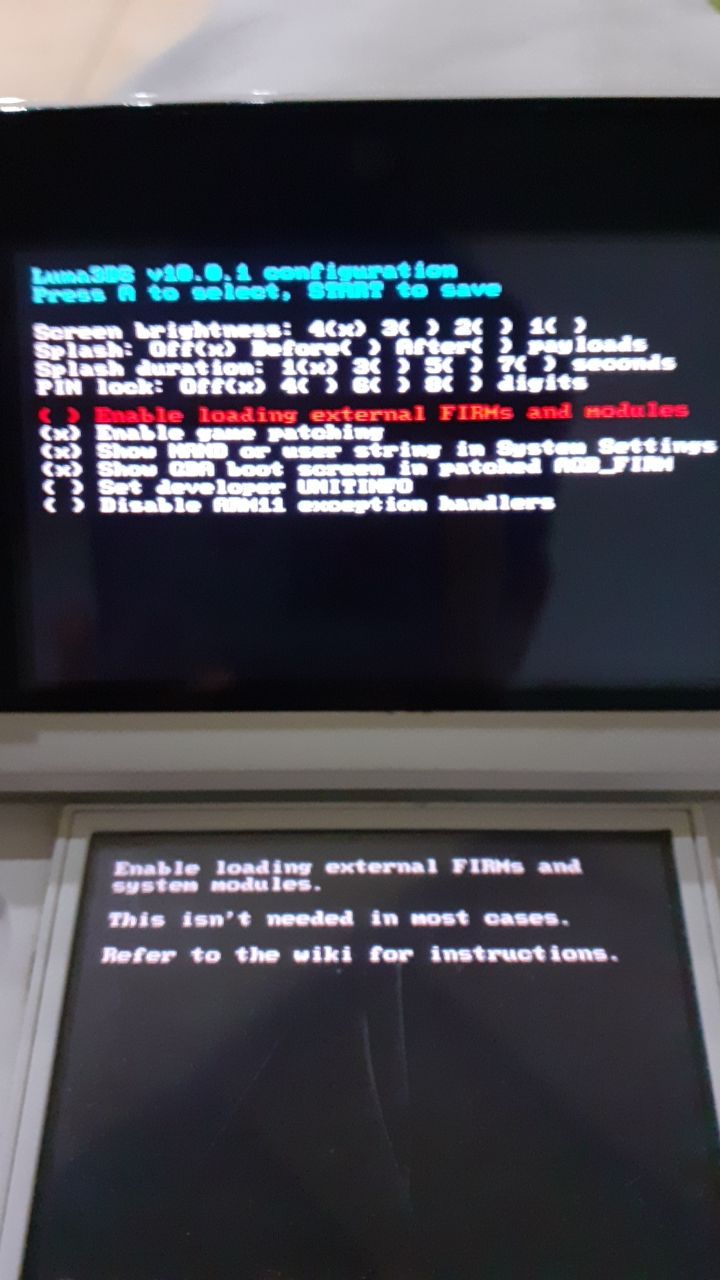 Luma3DS v10.0.1 configuration
Press A to select, START to save
Screen brightness: 4(x) 3( ) 2( ) 1( )
Splash: Off(x) Before( ) After( ) payloads
Splash duration: 1(x) 3( ) 5( ) 7( ) seconds
PIN lock: Off(x) 4( ) 6( ) 8( ) digits
( ) Enable loading external FIRMs and modules
(x) Enable game patching
(x) Show NAND or user string in System Settings
(x) Show GBA boot screen in patched AGB_FIRM
( ) Set developer UNITINFO
( ) Disable ARM11 exception handlers
Enable loading external FIRMs and
system modules.
This isn't needed in most cases.
Refer to the wiki for instructions.